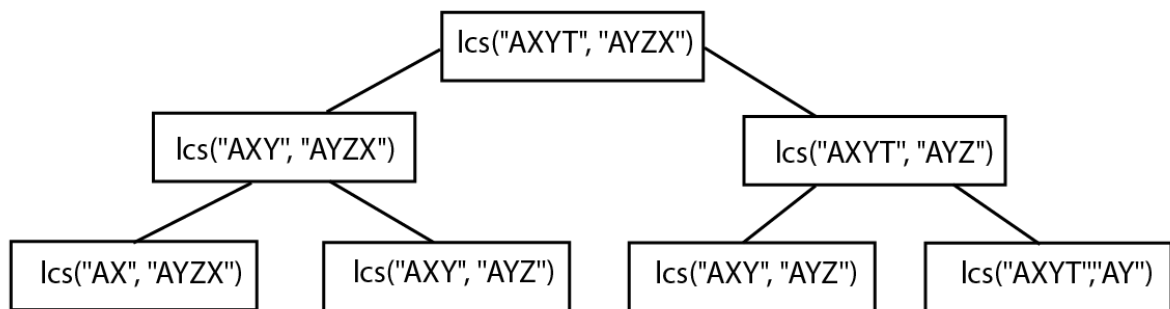 lcs("AXYT", "AYZX")
lcs("AXY", "AYZX")
lcs("AXYT", "AYZ")
lcs("AX", "AYZX")
lcs("AXY", "AYZ")
lcs("AXY", "AYZ")
lcs("AXYT","AY")